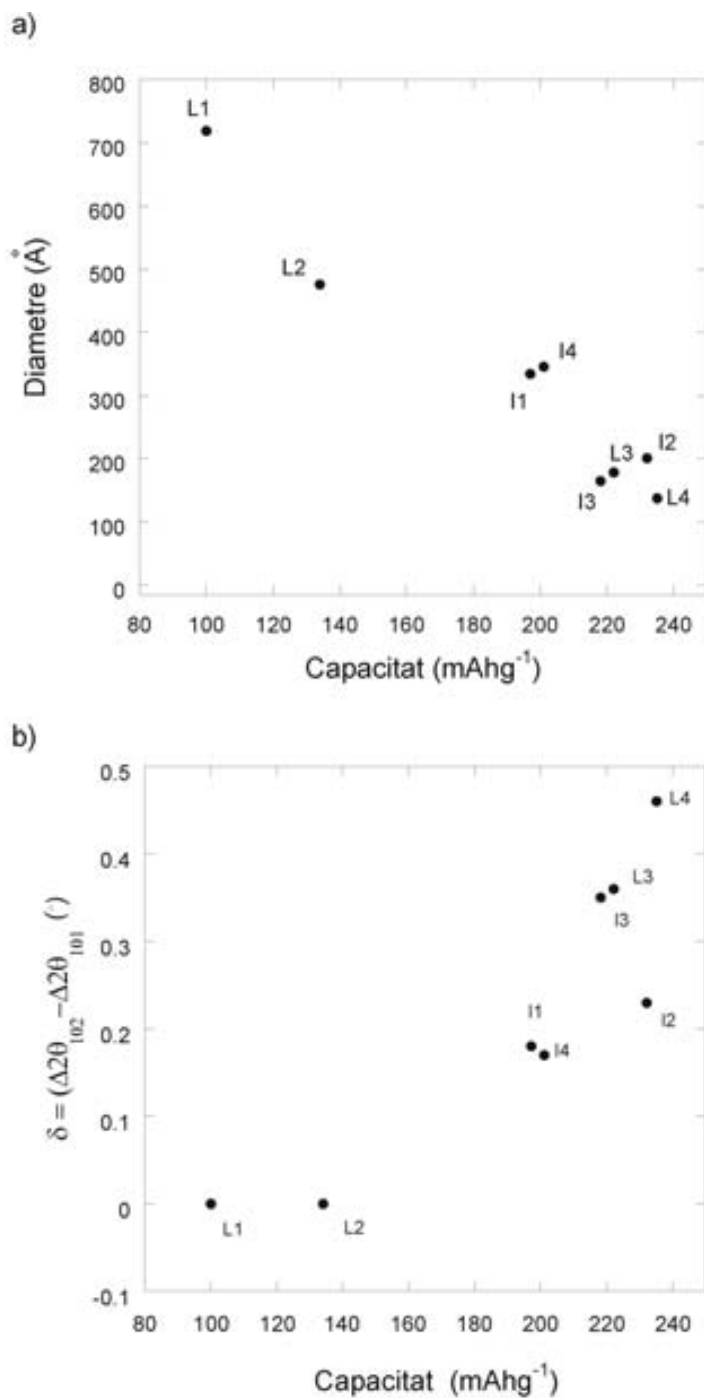 a)
800
700
600
500
400
300
200
100
0
Diametre (Å)
L1
L2
I4
I1
L3
I2
I3
L4
80 100 120 140 160 180 200 220 240
Capacitat (mAhg⁻¹)
b)
0.5
0.4
0.3
0.2
0.1
0
-0.1
δ = (Δ2θ₁₀₂−Δ2θ₁₀₁ (°)
L4
L3
I3
I2
I1
I4
L1
L2
80 100 120 140 160 180 200 220 240
Capacitat (mAhg⁻¹)